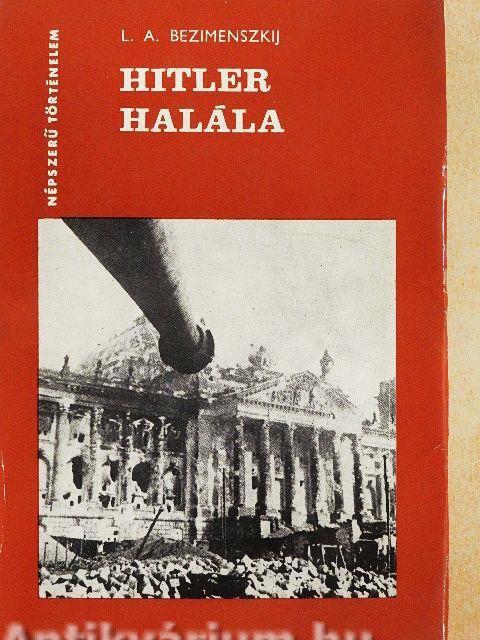 L. A. BEZIMENSZKIJ
HITLER
HALÁLA
NÉPSZERŰ TÖRTÉNELEM
Antikvárium.hu